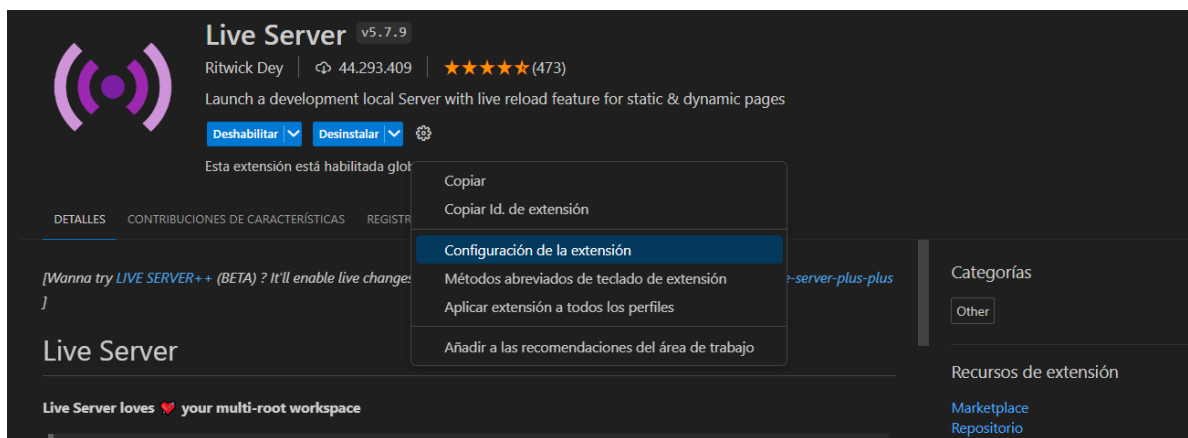 Live Server v5.7.9
Ritwick Dey 44.293.409 (473)
Launch a development local Server with live reload feature for static & dynamic pages
Deshabilitar Desinstalar
Esta extensión está habilitada
Copiar
Copiar Id. de extensión
Configuración de la extensión
Métodos abreviados de teclado de extensión
Aplicar extensión a todos los perfiles
Añadir a las recomendaciones del área de trabajo
DETALLES CONTRIBUCIONES DE CARACTERÍSTICAS
[Wanna try LIVE SERVER++ (BETA) ? It'll enable live changes -server-plus-plus
]
Live Server
Live Server loves ❤️ your multi-root workspace
Categorías
Other
Recursos de extensión
Marketplace
Repositorio